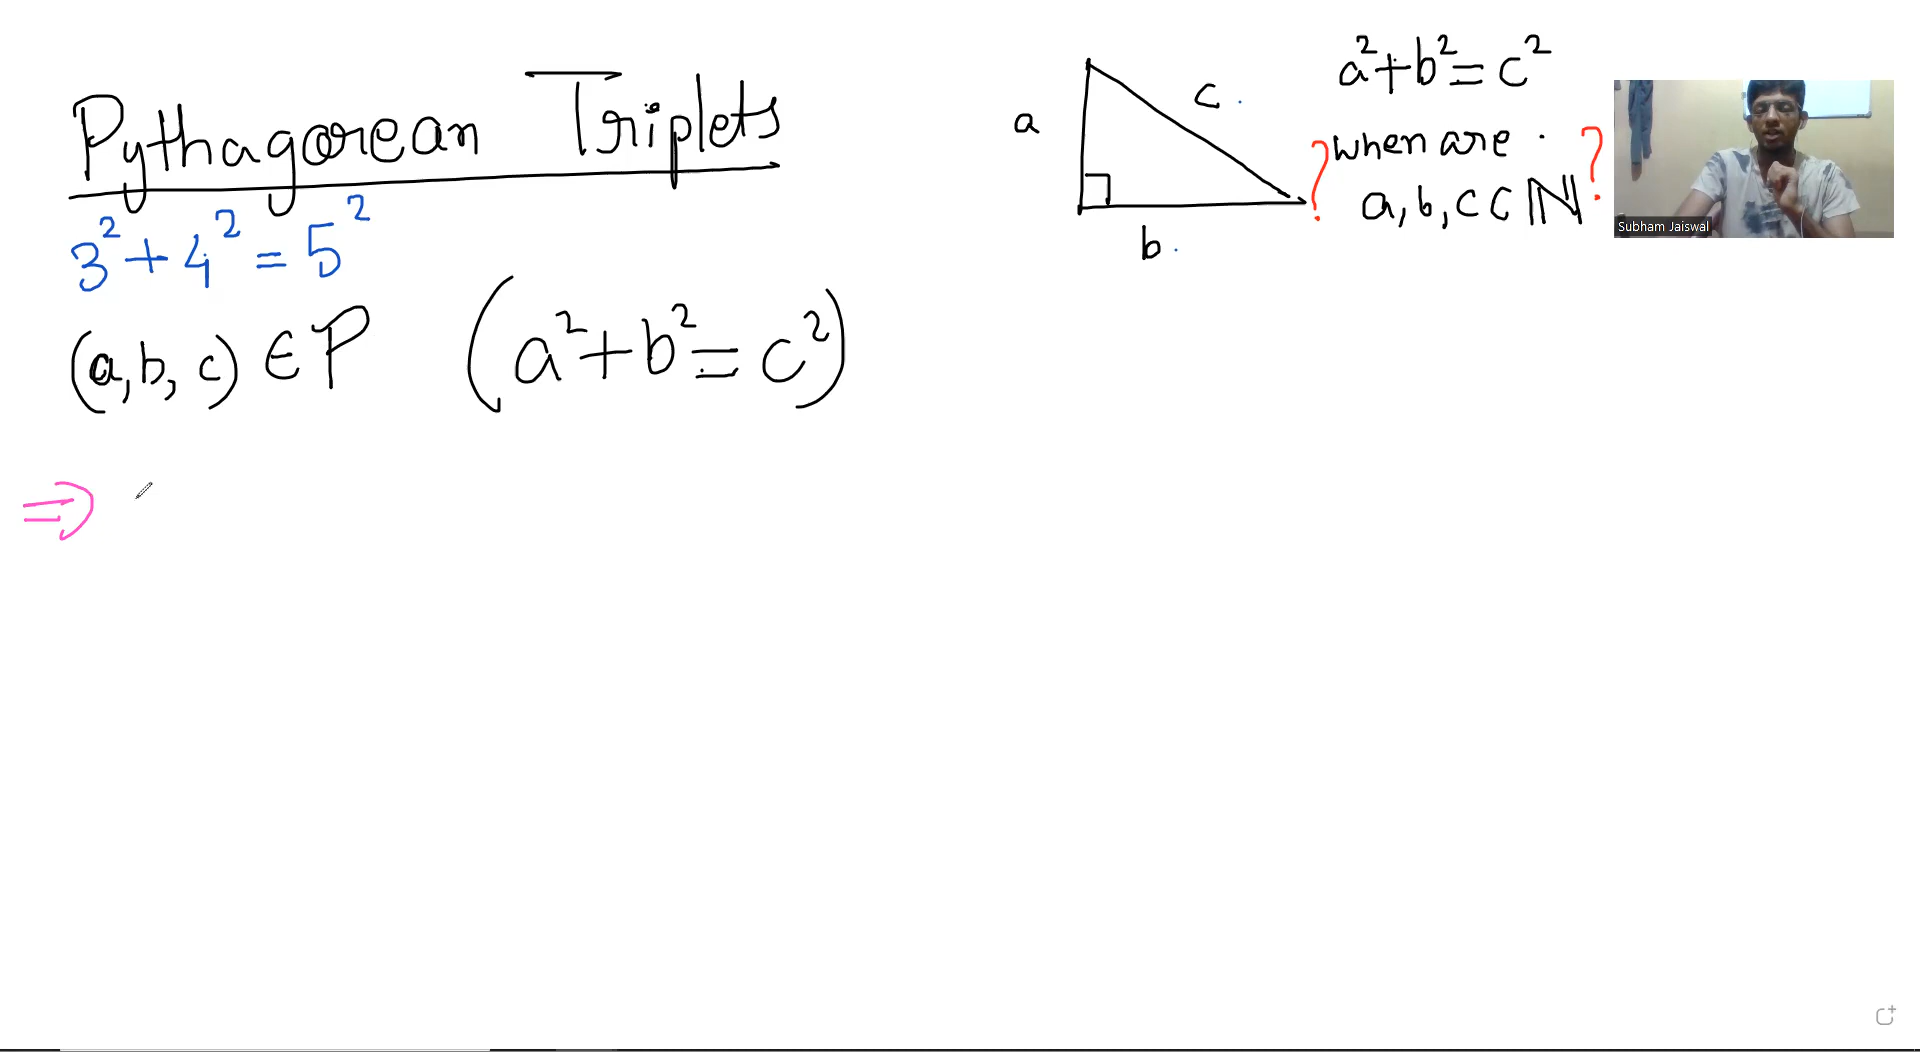 Pythagorean Triplets
3² + 4² = 5²
(a, b, c) ∈ P (a² + b² = c²)
⇒
a
b
c
a² + b² = c²
? when are ?
a, b, c ⊂ ℕ
Subham Jaiswal